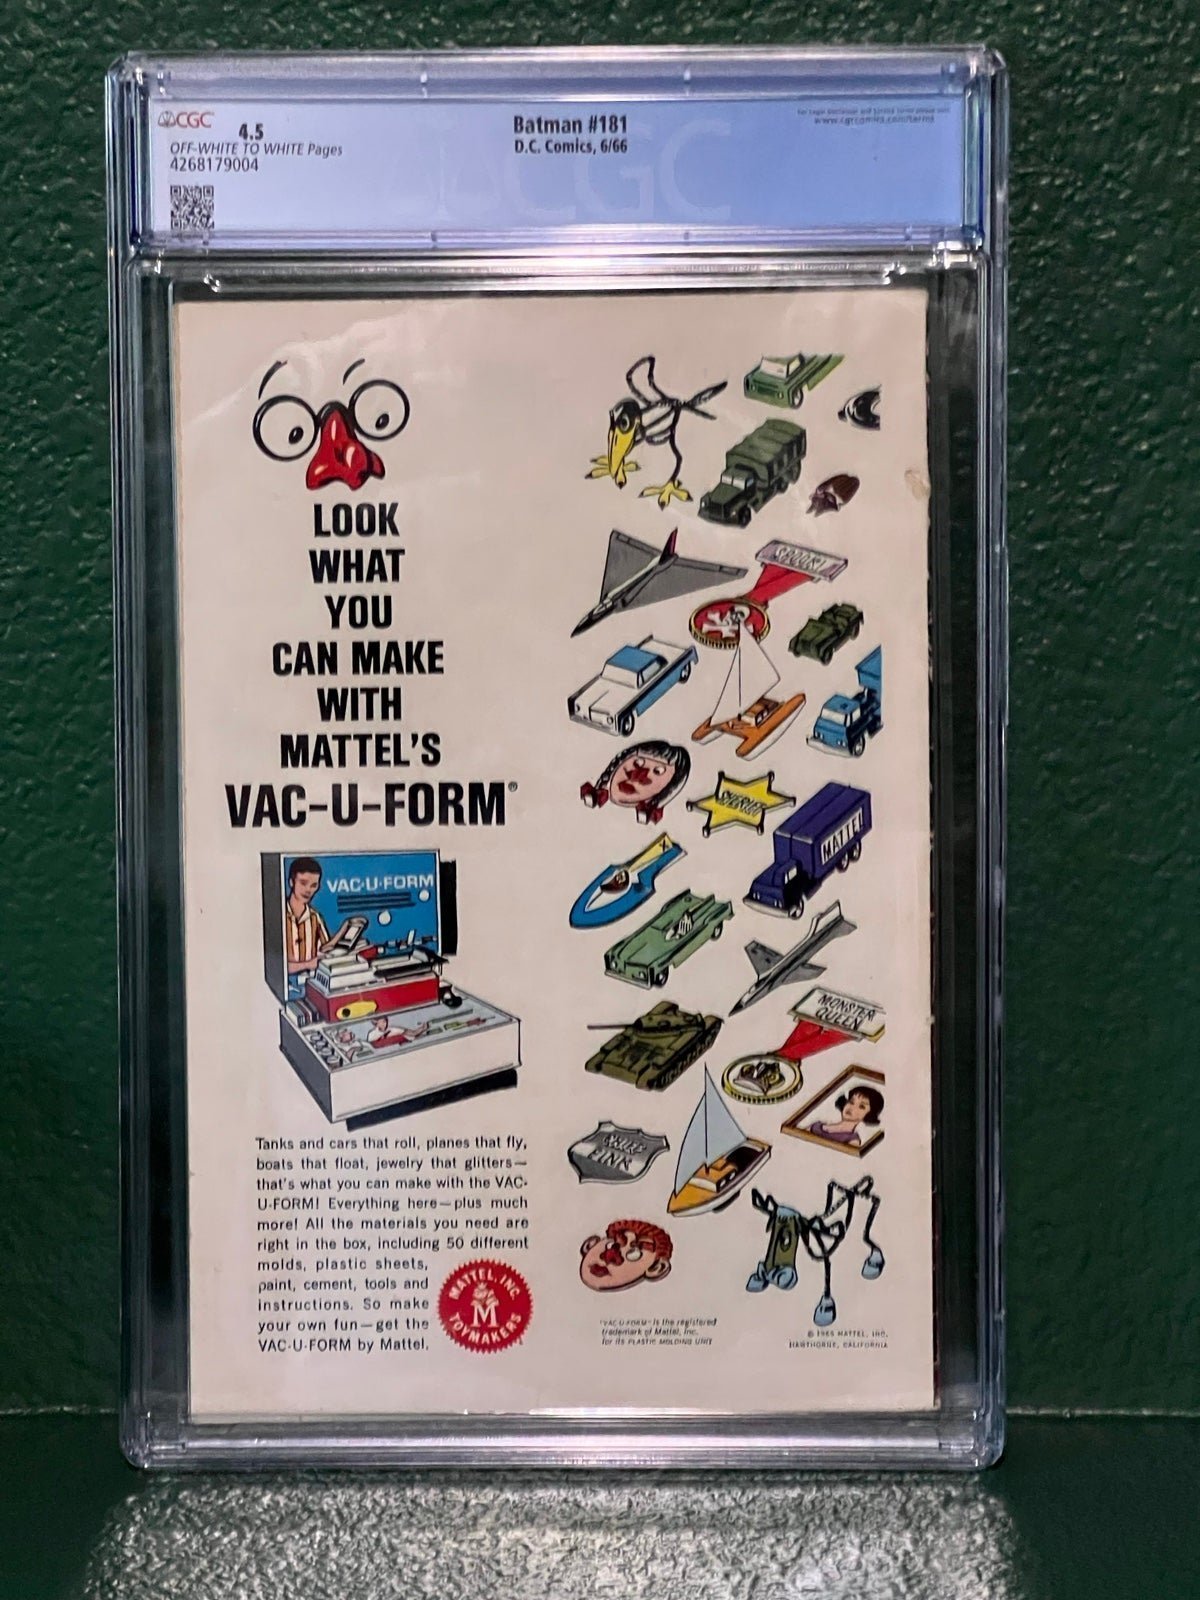 CGC
4.5
OFF-WHITE TO WHITE Pages
4268179004
Batman #181
D.C. Comics, 6/66
www.cgccomics.com/terms
CGC
LOOK
WHAT
YOU
CAN MAKE
WITH
MATTEL'S
VAC-U-FORM®
VAC-U-FORM
Tanks and cars that roll, planes that fly,
boats that float, jewelry that glitters—
that's what you can make with the VAC-
U-FORM! Everything here—plus much
more! All the materials you need are
right in the box, including 50 different
molds, plastic sheets,
paint, cement, tools and
instructions. So make
your own fun—get the
VAC-U-FORM by Mattel.
MATTEL, INC.
M
TOYMAKERS
SHERIFF
MATTEL
MONSTER
QUEEN
FINK
"VAC-U-FORM" is the registered
trademark of Mattel, Inc.
for its PLASTIC MOLDING UNIT
© 1965 MATTEL, INC.
HAWTHORNE, CALIFORNIA